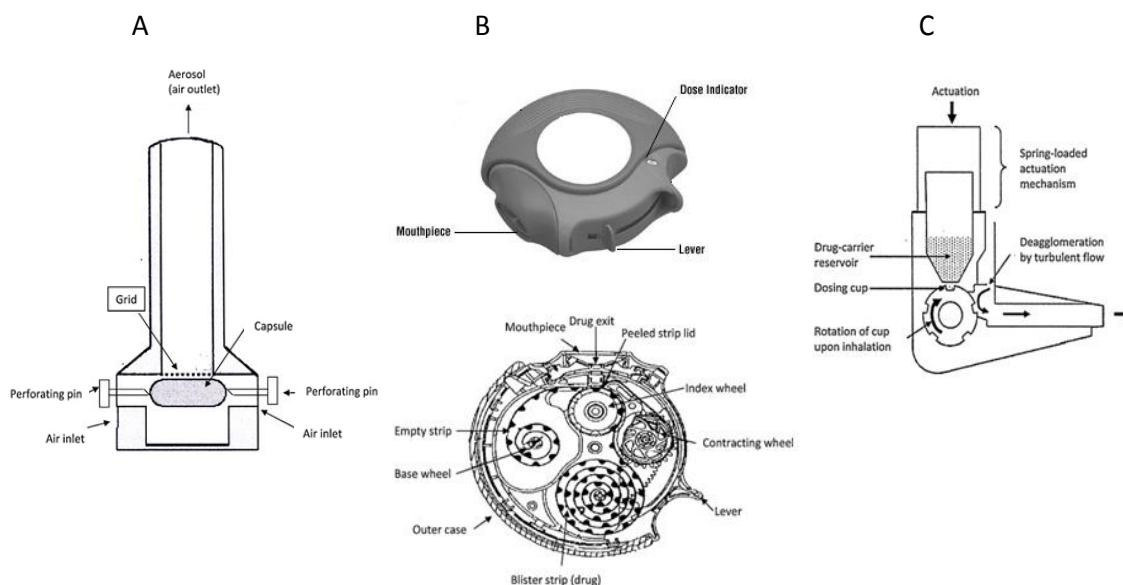 A
Aerosol
(air outlet)
Grid
Capsule
Perforating pin
Perforating pin
Air inlet
Air inlet
B
Dose Indicator
Mouthpiece
Lever
Drug exit
Mouthpiece
Peeled strip lid
Index wheel
Empty strip
Contracting wheel
Base wheel
Lever
Outer case
Blister strip (drug)
C
Actuation
Spring-loaded
actuation
mechanism
Drug-carrier
reservoir
Deagglomeration
by turbulent flow
Dosing cup
Rotation of cup
upon inhalation